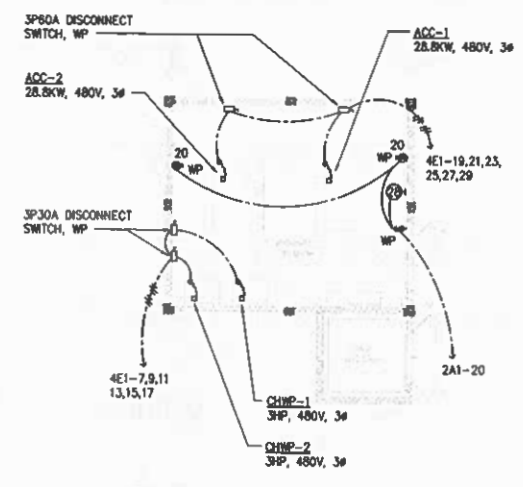 3P60A DISCONNECT
SWITCH, WP
ACC-1
28.8KW, 480V, 3ø
ACC-2
28.8KW, 480V, 3ø
20
WP
20
WP
4E1-19,21,23,
25,27,29
28
WP
3P30A DISCONNECT
SWITCH, WP
4E1-7,9,11
13,15,17
2A1-20
CHWP-1
3HP, 480V, 3ø
CHWP-2
3HP, 480V, 3ø